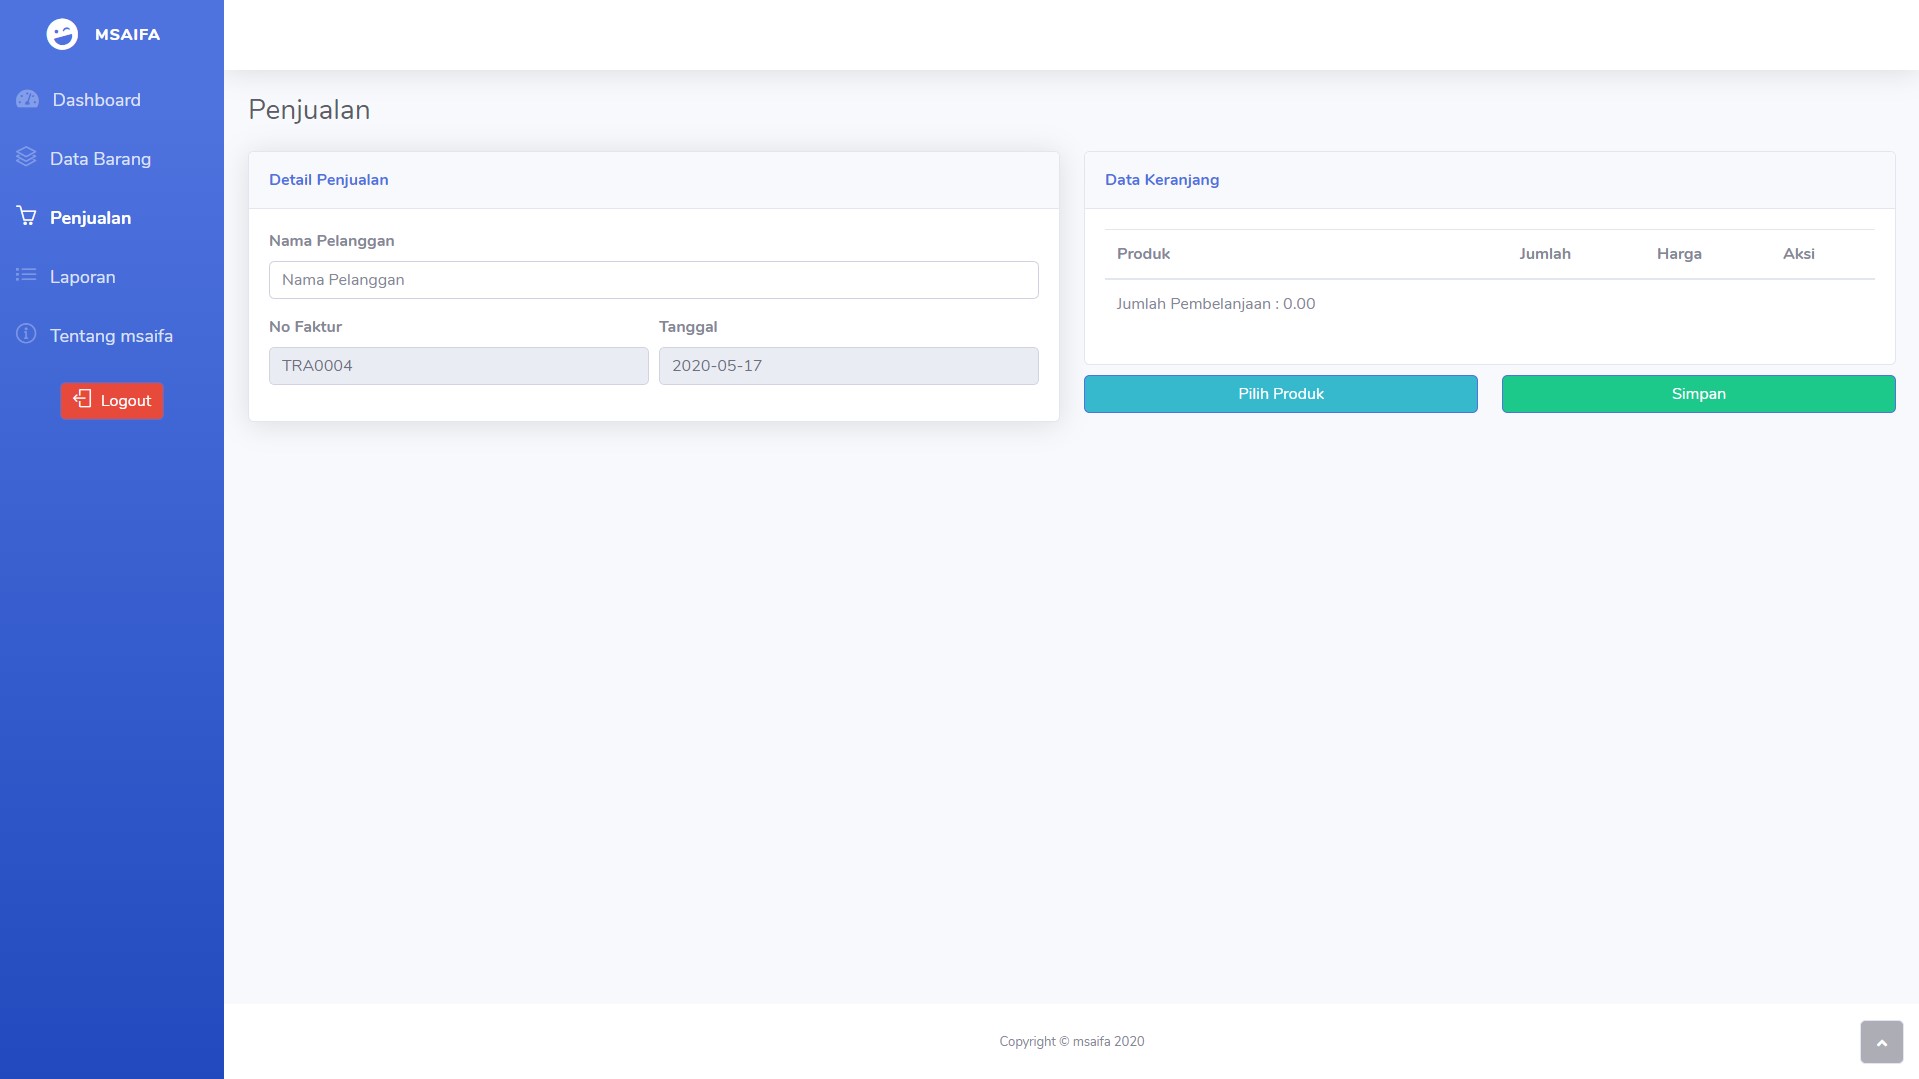 MSAIFA
Dashboard
Data Barang
Penjualan
Laporan
Tentang msaifa
Logout
Penjualan
Detail Penjualan
Nama Pelanggan
Nama Pelanggan
No Faktur Tanggal
TRA0004 2020-05-17
Data Keranjang
Produk Jumlah Harga Aksi
Jumlah Pembelanjaan : 0.00
Pilih Produk Simpan
Copyright © msaifa 2020